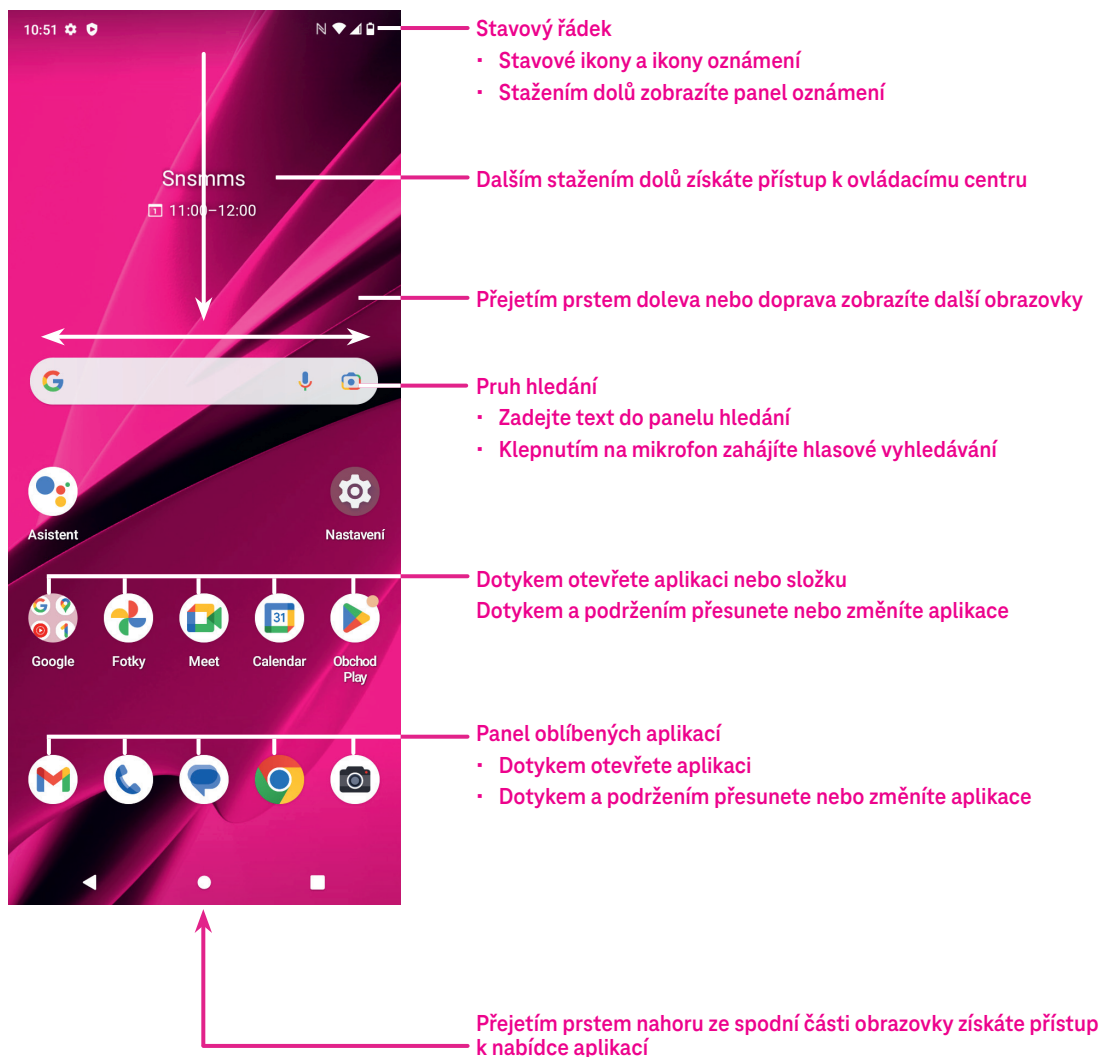 10:51
Stavový řádek
· Stavové ikony a ikony oznámení
· Stažením dolů zobrazíte panel oznámení
Snsmms
Dalším stažením dolů získáte přístup k ovládacímu centru
1 11:00–12:00
Přejetím prstem doleva nebo doprava zobrazíte další obrazovky
Pruh hledání
· Zadejte text do panelu hledání
· Klepnutím na mikrofon zahájíte hlasové vyhledávání
Asistent
Nastavení
Dotykem otevřete aplikaci nebo složku
Dotykem a podržením přesunete nebo změníte aplikace
31
Google
Fotky
Meet
Calendar
Obchod
Play
Panel oblíbených aplikací
· Dotykem otevřete aplikaci
· Dotykem a podržením přesunete nebo změníte aplikace
Přejetím prstem nahoru ze spodní části obrazovky získáte přístup
k nabídce aplikací